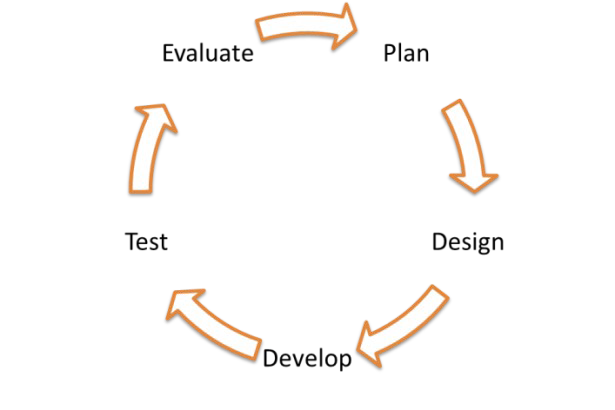 Evaluate
Plan
Test
Design
Develop